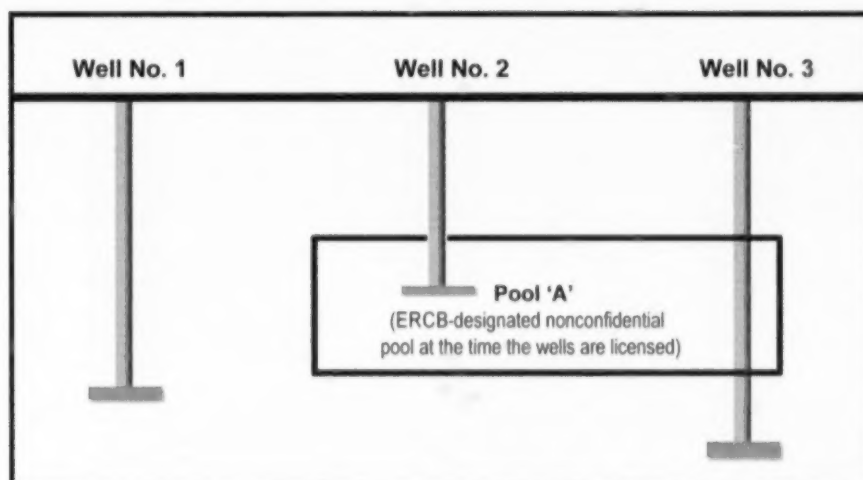 Well No. 1 Well No. 2 Well No. 3
Pool 'A'
(ERCB-designated nonconfidential
pool at the time the wells are licensed)